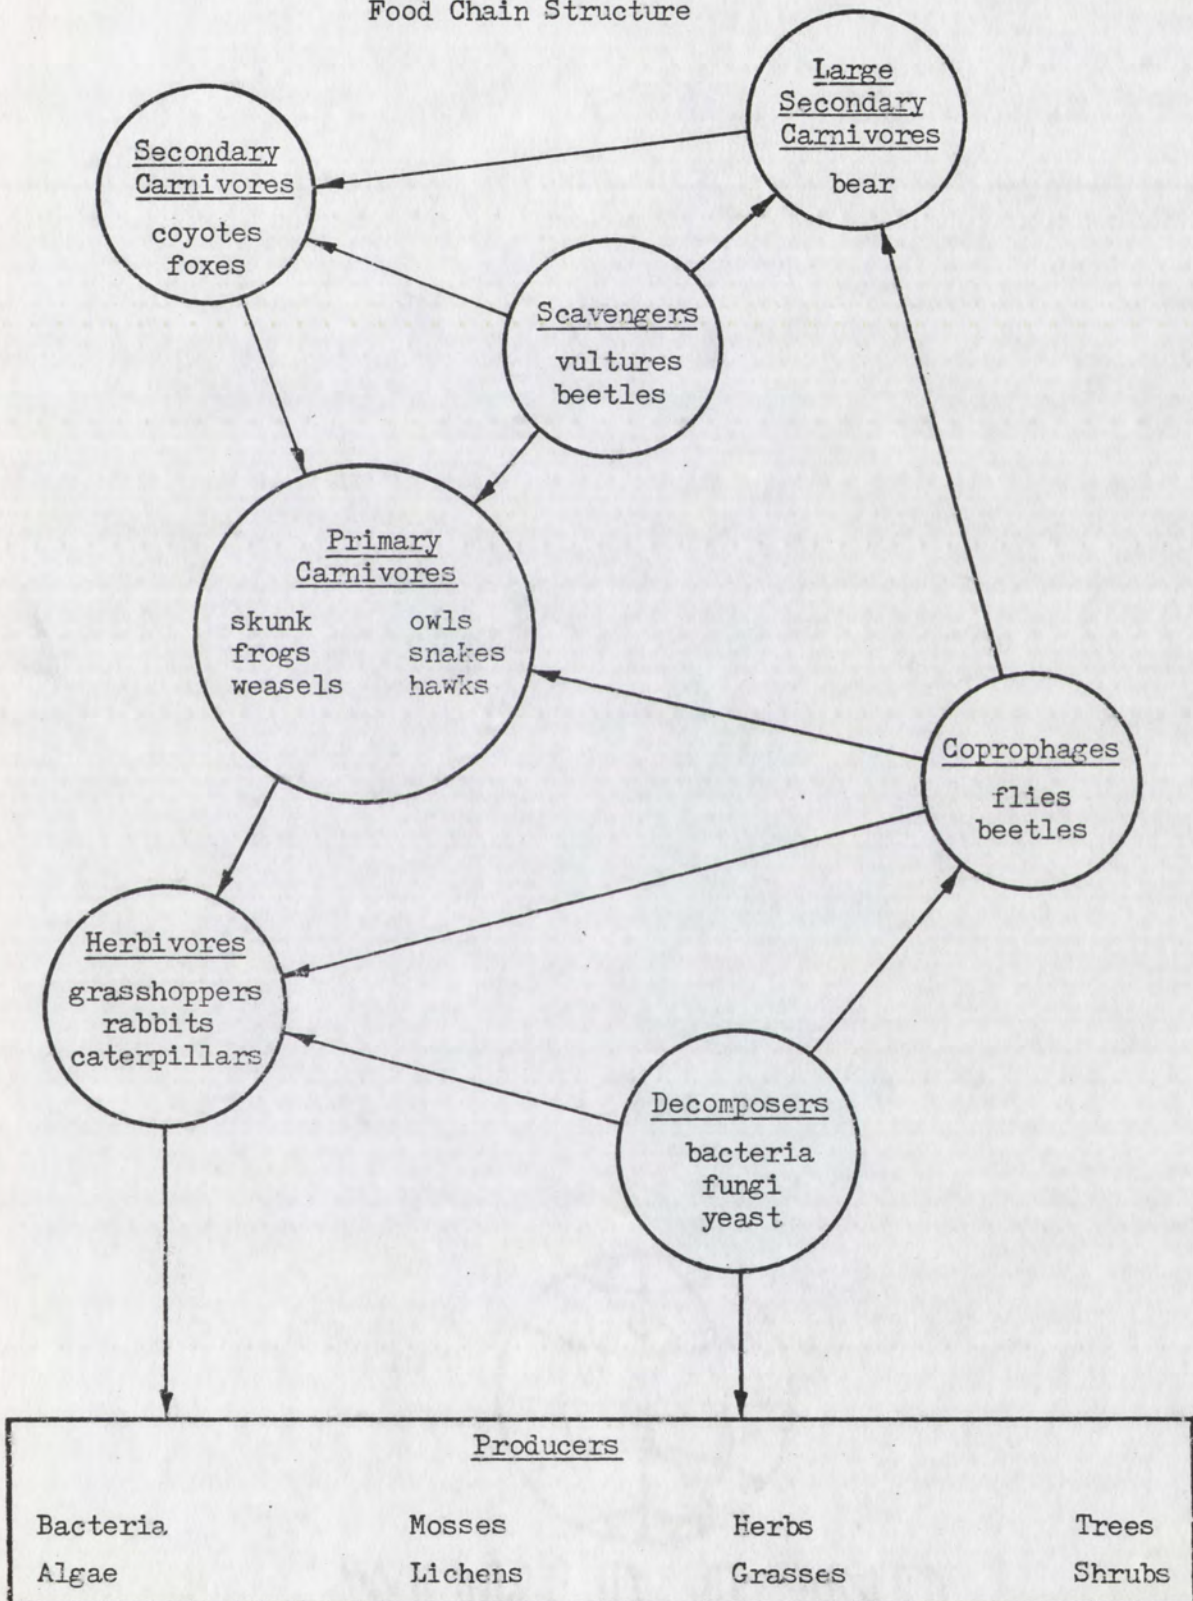 Food Chain Structure
Large
Secondary
Carnivores
bear
Secondary
Carnivores
coyotes
foxes
Scavengers
vultures
beetles
Primary
Carnivores
skunk owls
frogs snakes
weasels hawks
Coprophages
flies
beetles
Herbivores
grasshoppers
rabbits
caterpillars
Decomposers
bacteria
fungi
yeast
Producers
Bacteria Mosses Herbs Trees
Algae Lichens Grasses Shrubs